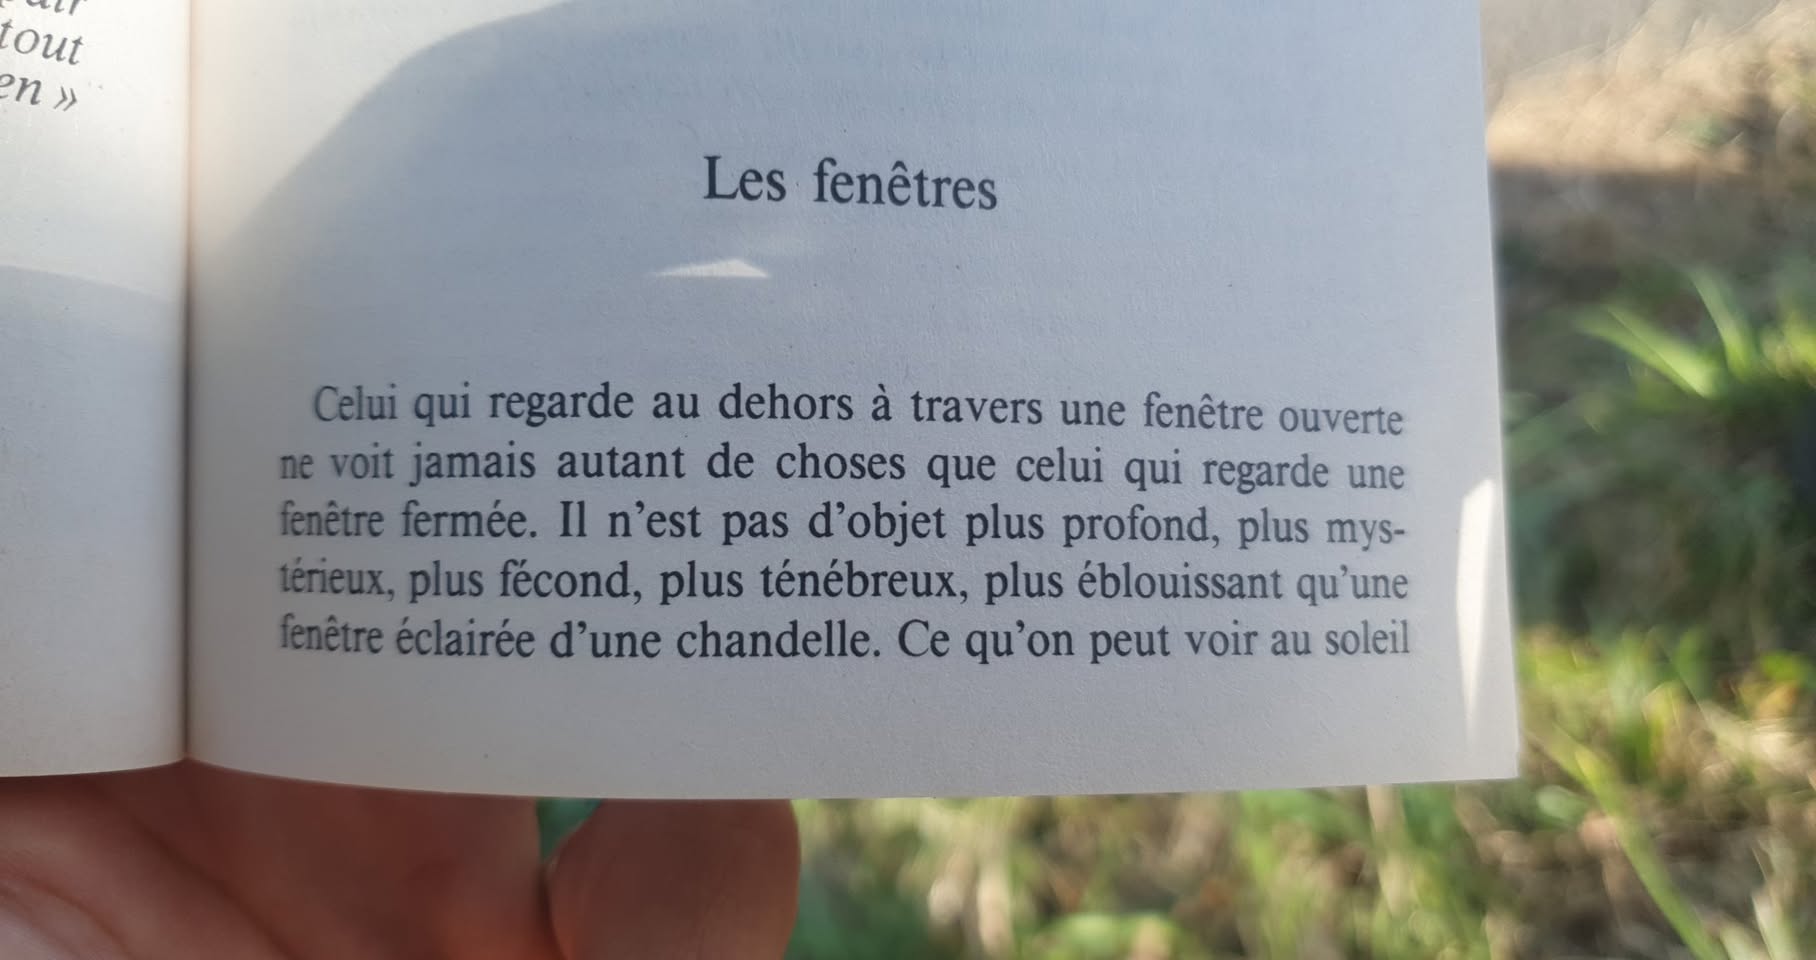 tout
en »
Les fenêtres
Celui qui regarde au dehors à travers une fenêtre ouverte
ne voit jamais autant de choses que celui qui regarde une
fenêtre fermée. Il n’est pas d’objet plus profond, plus mys-
térieux, plus fécond, plus ténébreux, plus éblouissant qu’une
fenêtre éclairée d’une chandelle. Ce qu’on peut voir au soleil